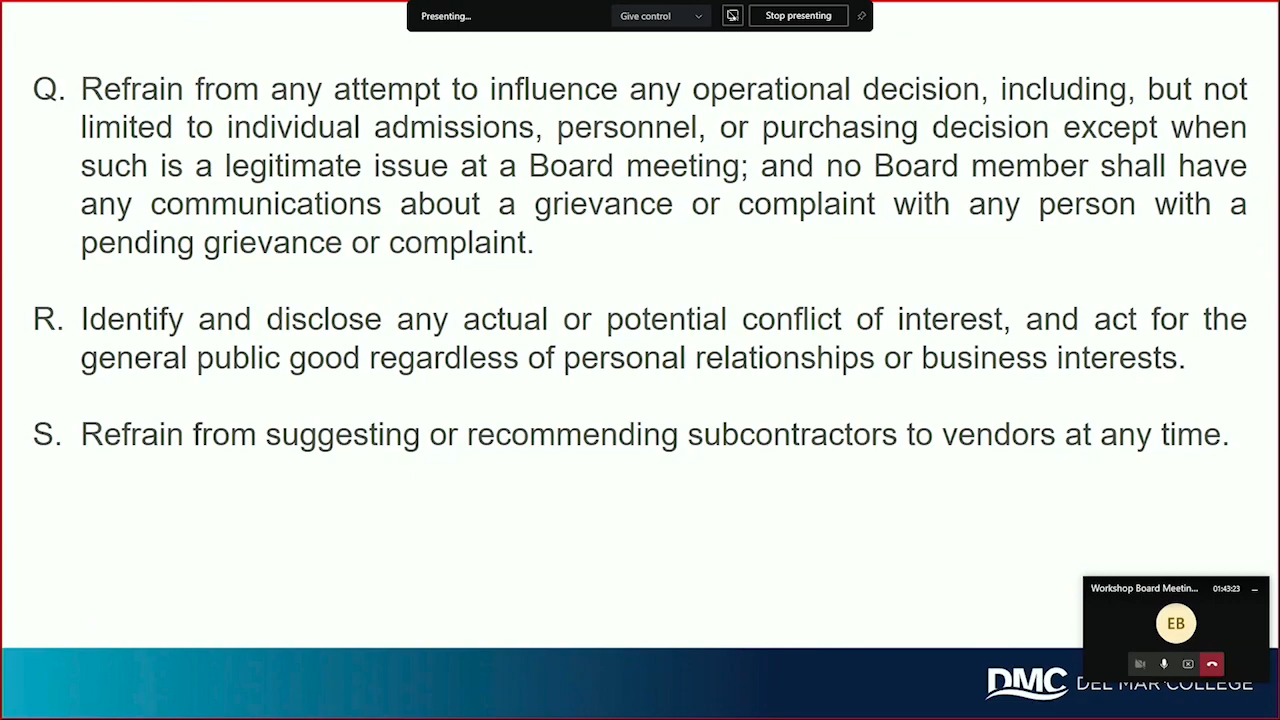 Presenting...
Give control
Stop presenting
Q. Refrain from any attempt to influence any operational decision, including, but not
limited to individual admissions, personnel, or purchasing decision except when
such is a legitimate issue at a Board meeting; and no Board member shall have
any communications about a grievance or complaint with any person with a
pending grievance or complaint.
R. Identify and disclose any actual or potential conflict of interest, and act for the
general public good regardless of personal relationships or business interests.
S. Refrain from suggesting or recommending subcontractors to vendors at any time.
Workshop Board Meetin...
01:43:23
EB
DMC DEL MAR COLLEGE